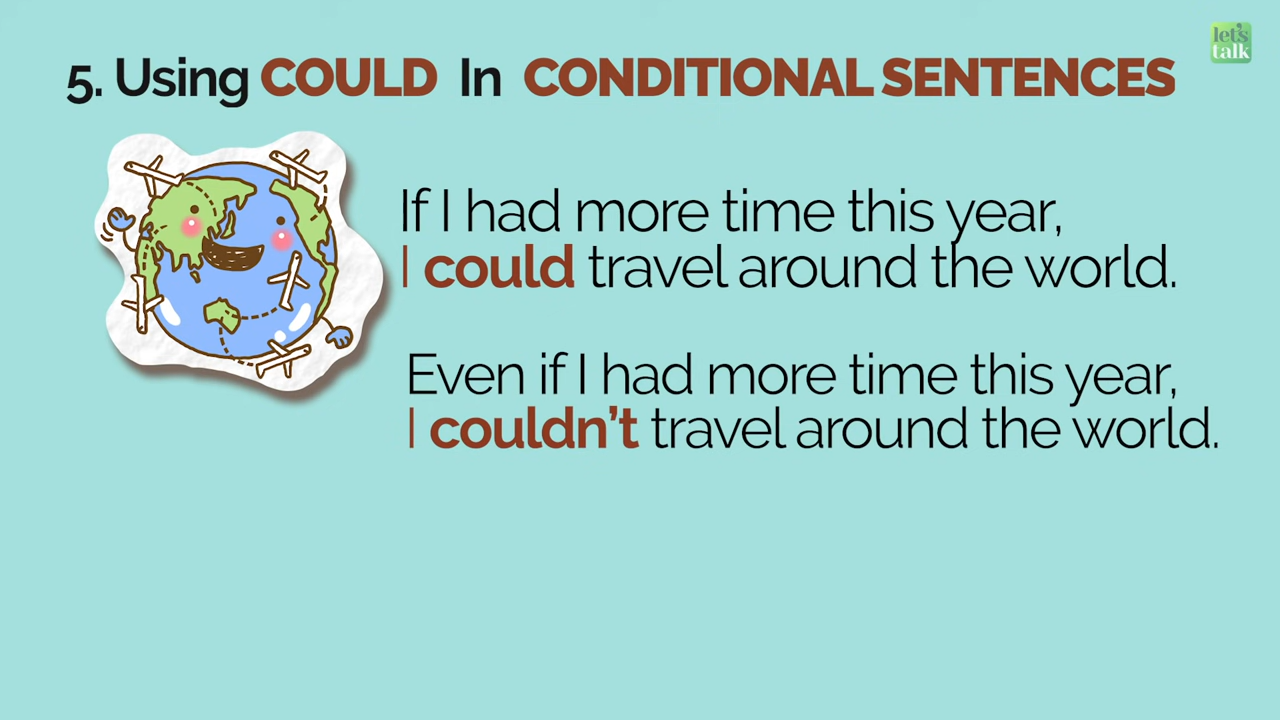 let's
talk
5. Using COULD In CONDITIONAL SENTENCES
If I had more time this year,
I could travel around the world.
Even if I had more time this year,
I couldn't travel around the world.